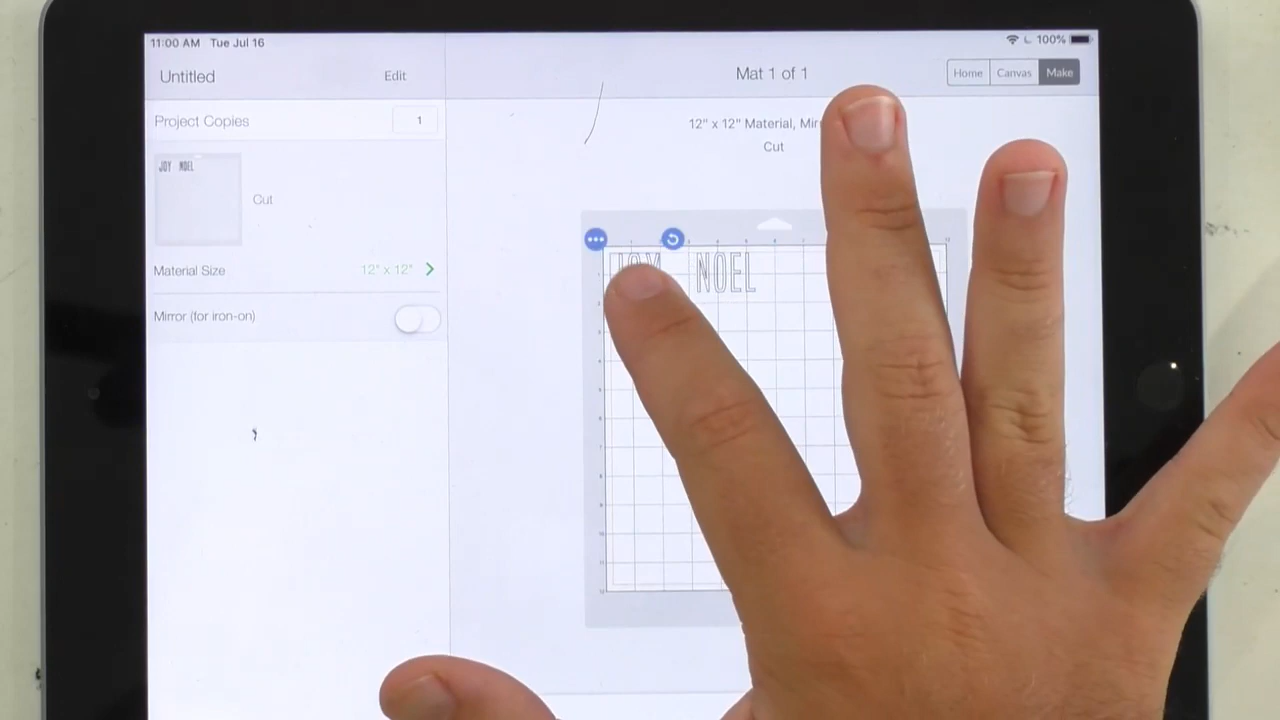 11:00 AM Tue Jul 16
100%
Untitled
Edit
Mat 1 of 1
Home
Canvas
Make
Project Copies
1
12" x 12" Material,
Cut
JOY NOEL
Cut
Material Size
12" x 12"
Mirror (for iron-on)
JOY NOEL